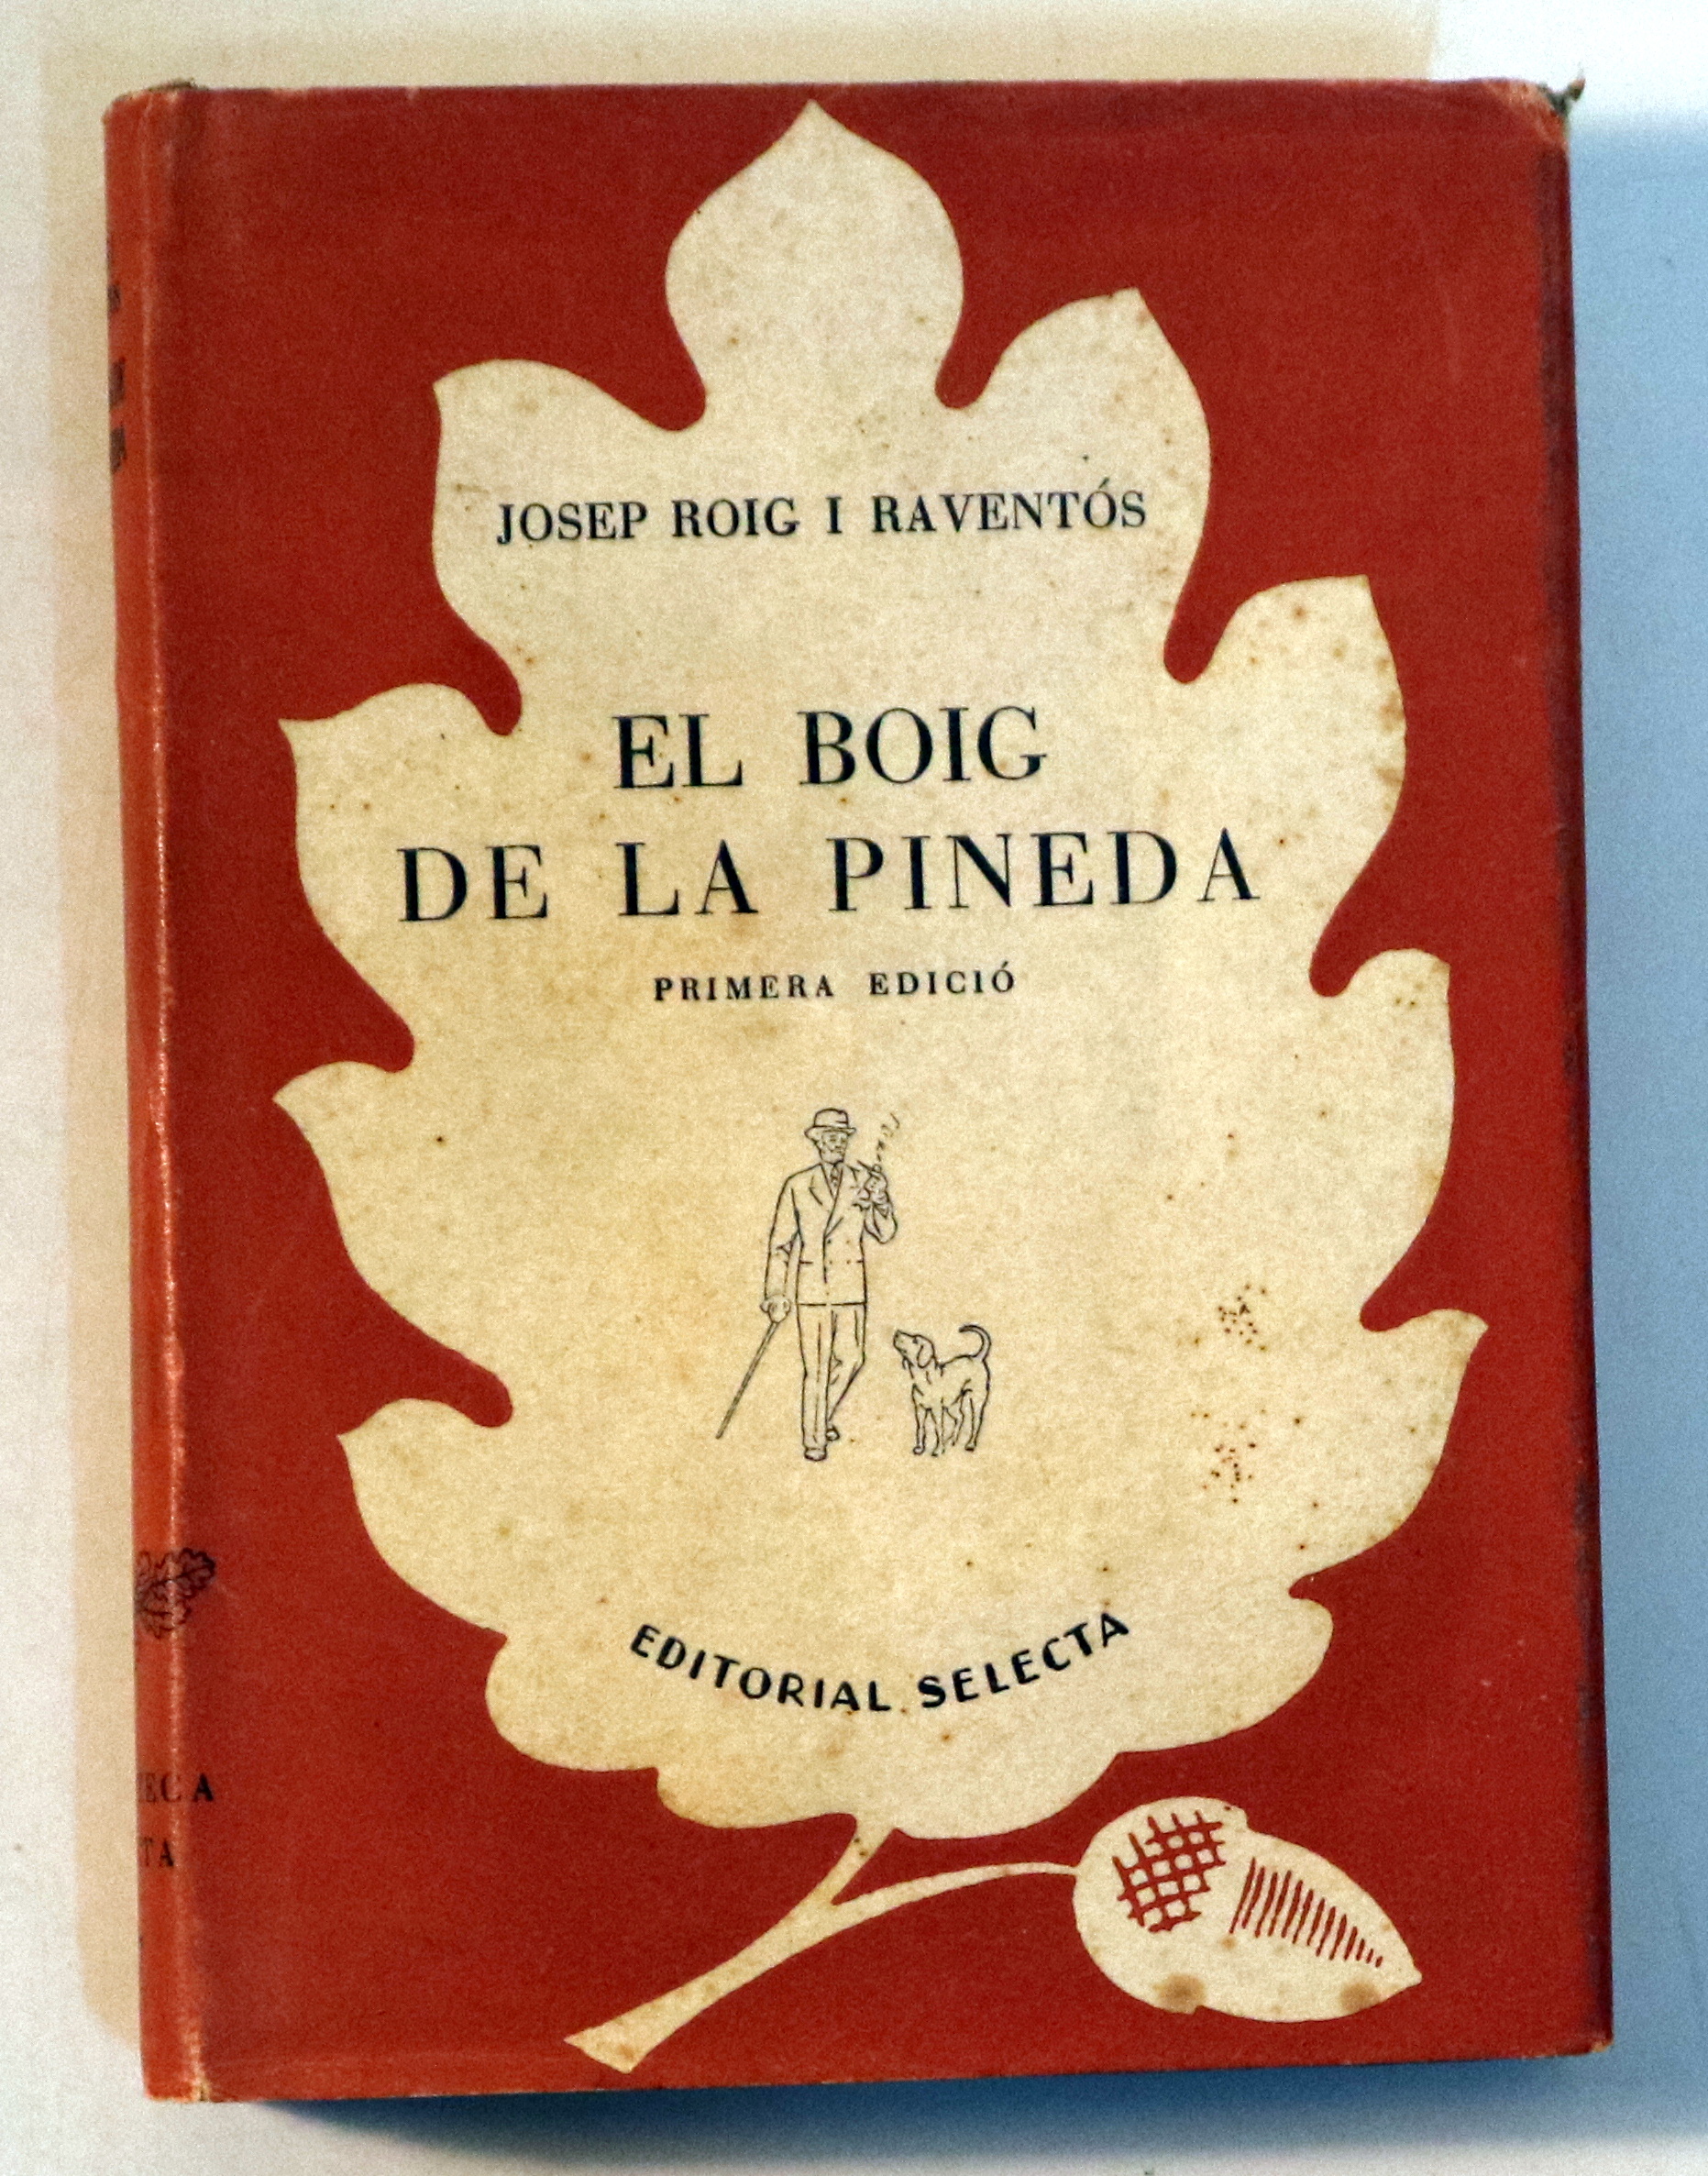 JOSEP ROIG I RAVENTÓS
EL BOIG
DE LA PINEDA
PRIMERA EDICIÓ
EDITORIAL SELECTA